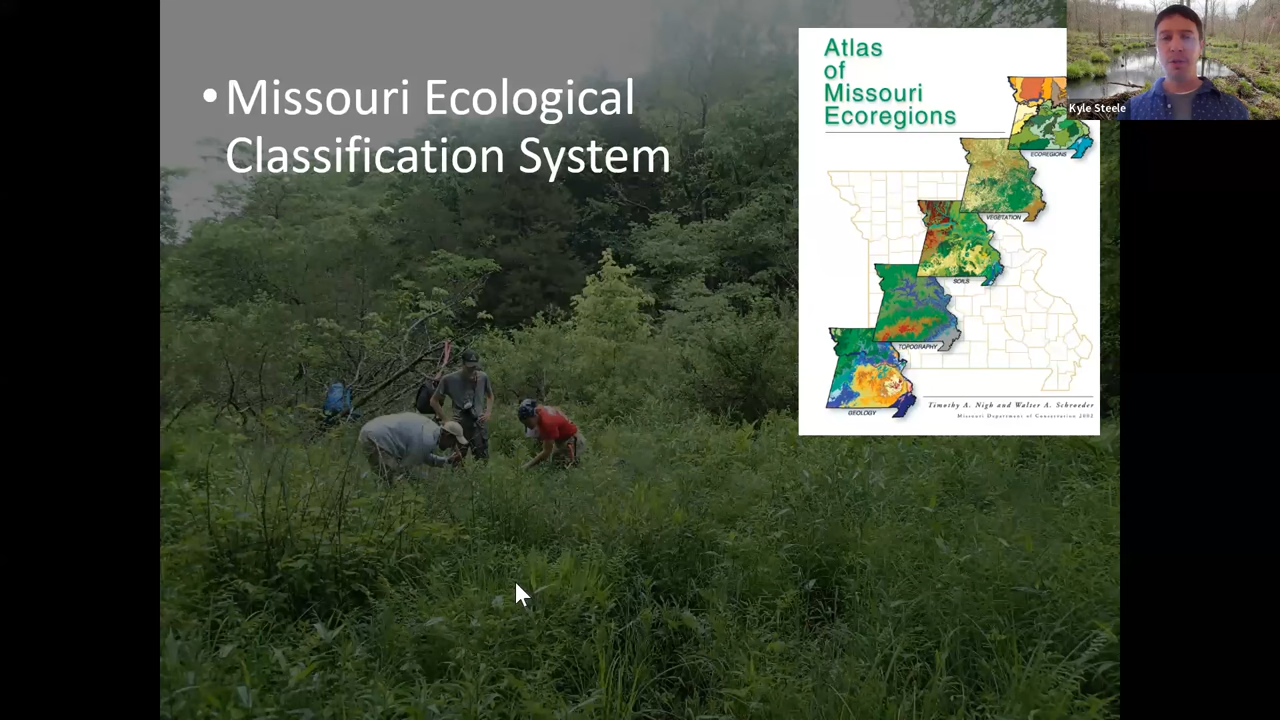 • Missouri Ecological
Classification System
Atlas
of
Missouri
Ecoregions
ECOREGIONS
VEGETATION
SOILS
TOPOGRAPHY
GEOLOGY
Timothy A. Nigh and Walter A. Schroeder
Missouri Department of Conservation 2002
Kyle Steele